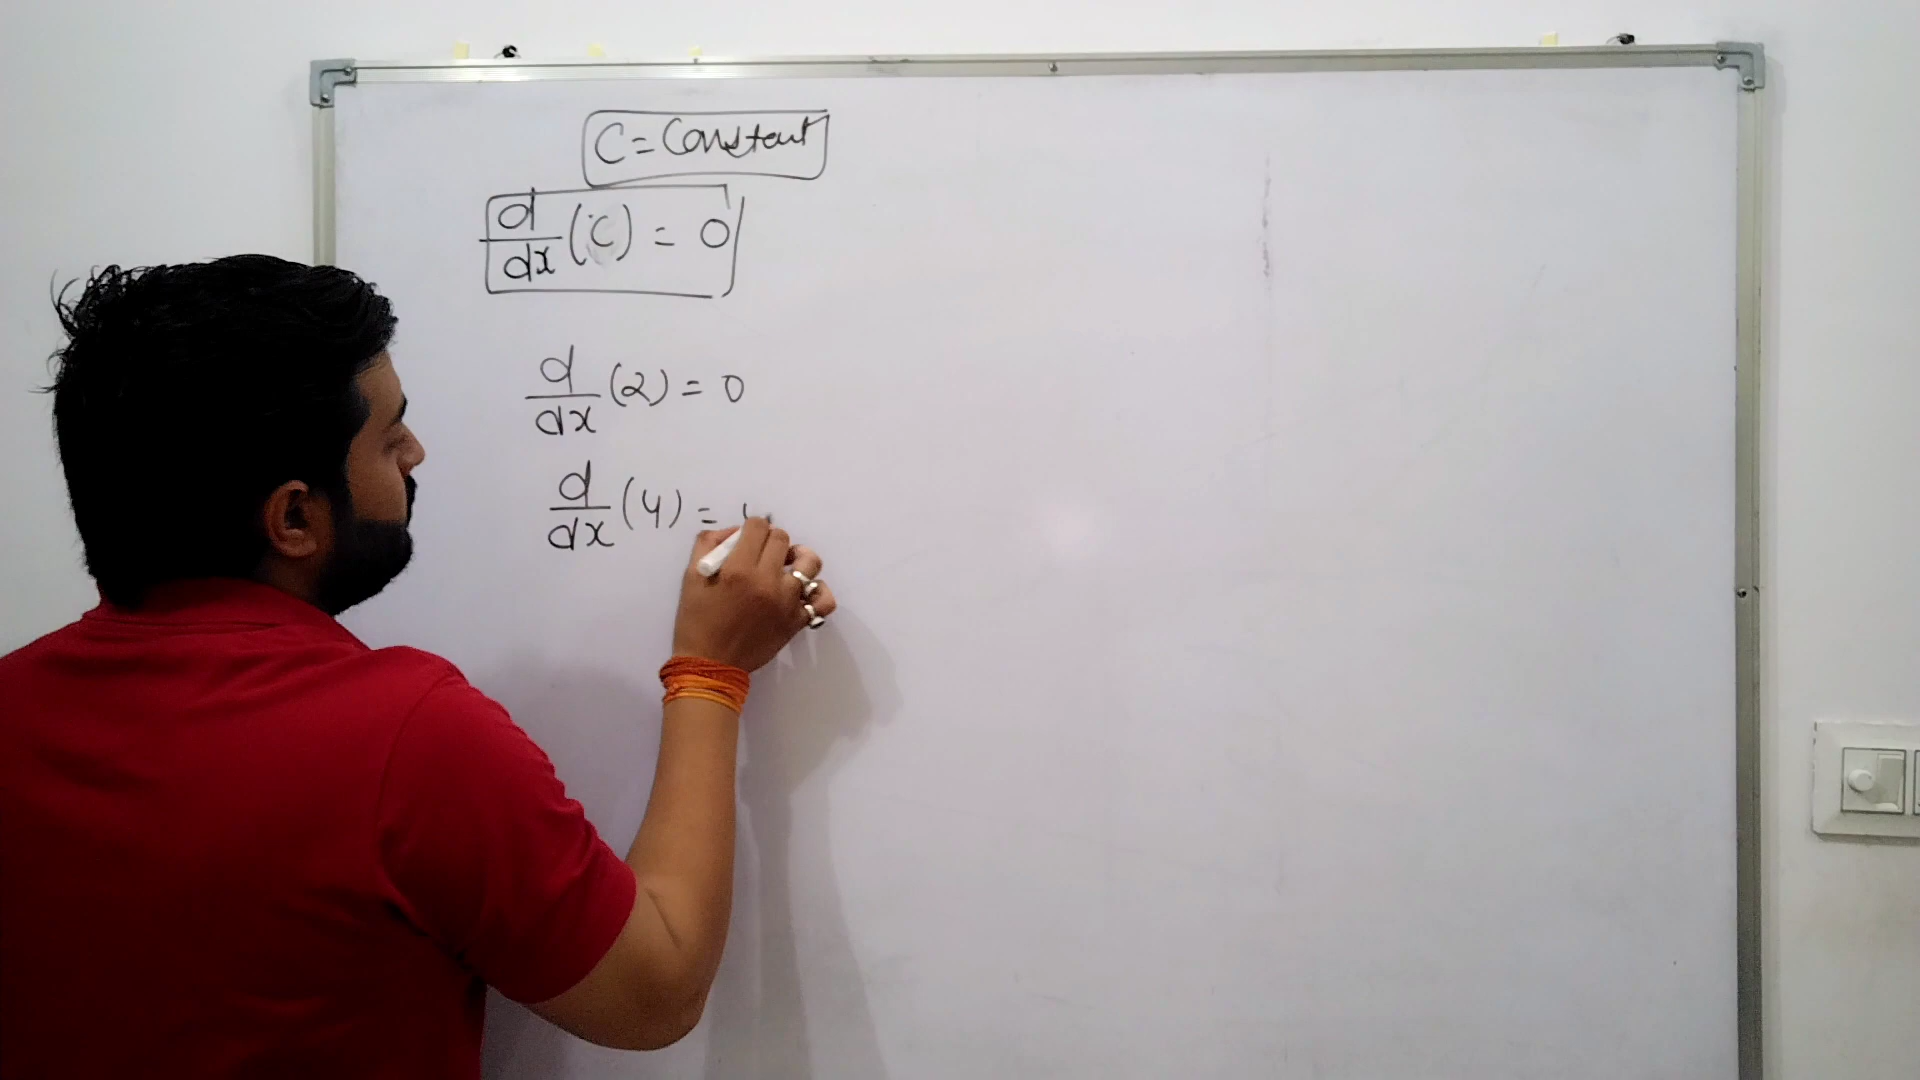 C = Constant
d/dx (C) = 0
d/dx (2) = 0
d/dx (4) =